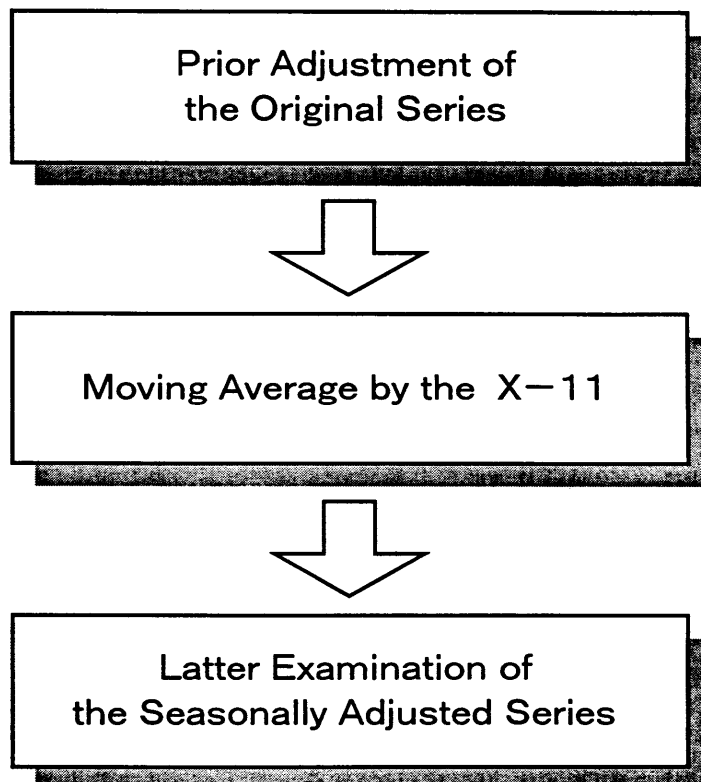 Prior Adjustment of
the Original Series
Moving Average by the X－11
Latter Examination of
the Seasonally Adjusted Series